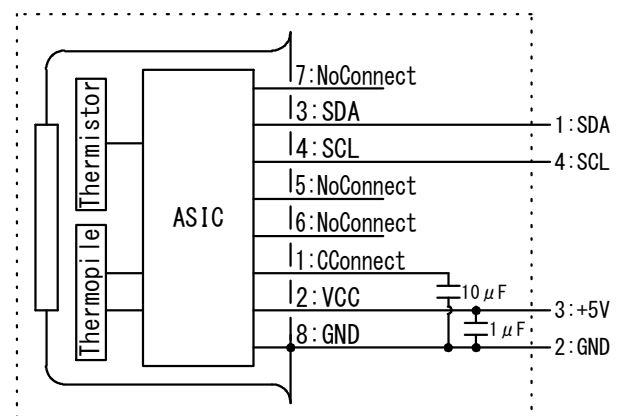 Thermistor
Thermopile
ASIC
7:NoConnect
3:SDA
4:SCL
5:NoConnect
6:NoConnect
1:CConnect
2:VCC
8:GND
10μF
1μF
1:SDA
4:SCL
3:+5V
2:GND